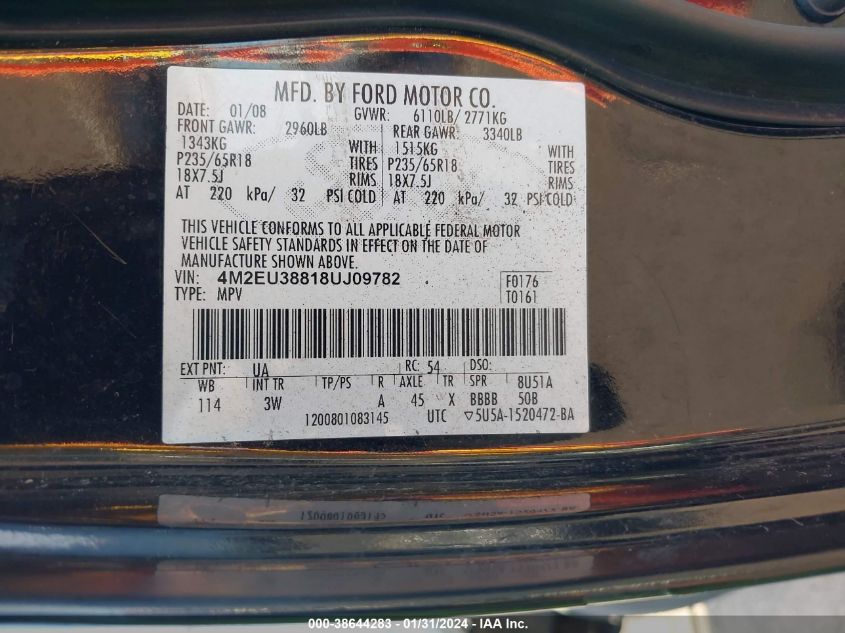 MFD. BY FORD MOTOR CO.
DATE: 01/08 GVWR: 6110LB/ 2771KG
FRONT GAWR: 2960LB REAR GAWR: 3340LB
1343KG WITH 1515KG WITH
P235/65R18 TIRES P235/65R18 TIRES
18X7.5J RIMS 18X7.5J RIMS
AT 220 kPa/ 32 PSI COLD AT 220 kPa/ 32 PSI COLD
THIS VEHICLE CONFORMS TO ALL APPLICABLE FEDERAL MOTOR
VEHICLE SAFETY STANDARDS IN EFFECT ON THE DATE OF
MANUFACTURE SHOWN ABOVE.
VIN: 4M2EU38818UJ09782 F0176
TYPE: MPV T0161
EXT PNT: UA RC: 54 DSO:
WB INT TR TP/PS R AXLE TR SPR 8U51A
114 3W A 45 X BBBB 50B
1200801083145 UTC ▽5U5A-1520472-BA
000-38644283 - 01/31/2024 - IAA Inc.